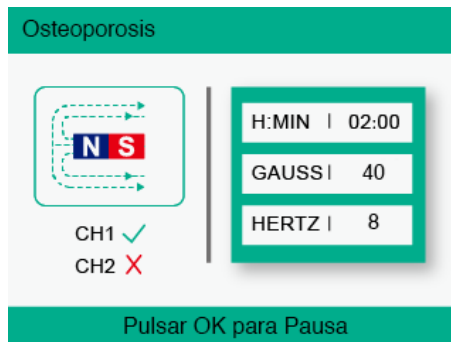 Osteoporosis
N S
CH1
CH2
H:MIN | 02:00
GAUSS | 40
HERTZ | 8
Pulsar OK para Pausa